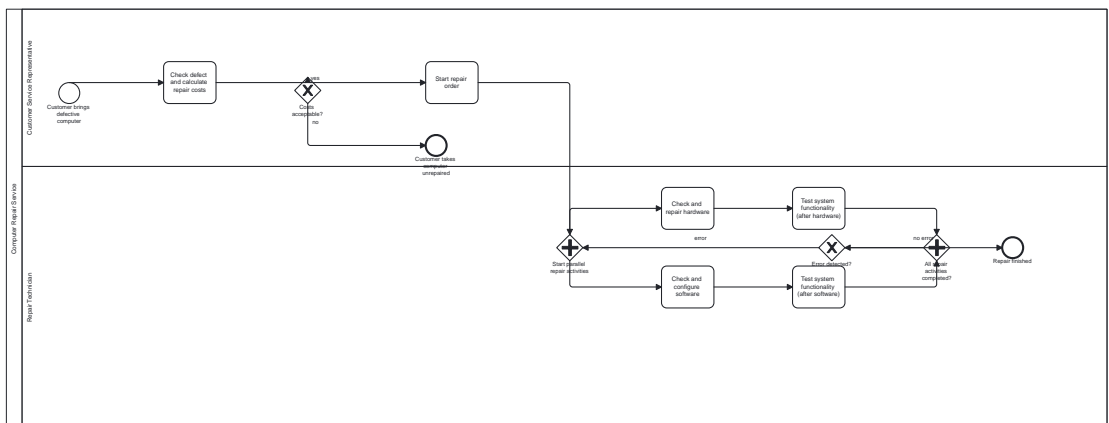 Computer Repair Service
Customer Service Representative
Customer brings
defective
computer
Check defect
and calculate
repair costs
yes
Costs
acceptable?
no
Start repair
order
Customer takes
computer
unrepaired
Repair Technician
Start parallel
repair activities
Check and
repair hardware
Test system
functionality
(after hardware)
error
Error detected?
no error
All repair
activities
completed?
Repair finished
Check and
configure
software
Test system
functionality
(after software)